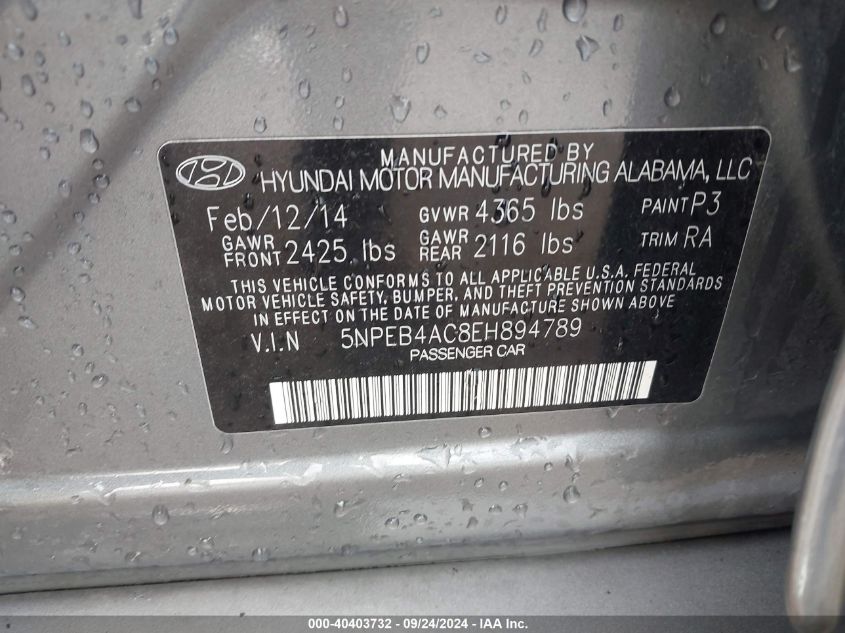 MANUFACTURED BY
HYUNDAI MOTOR MANUFACTURING ALABAMA, LLC
Feb/12/14 GVWR 4365 lbs PAINT P3
GAWR FRONT 2425 lbs GAWR REAR 2116 lbs TRIM RA
THIS VEHICLE CONFORMS TO ALL APPLICABLE U.S.A. FEDERAL
MOTOR VEHICLE SAFETY, BUMPER, AND THEFT PREVENTION STANDARDS
IN EFFECT ON THE DATE OF MANUFACTURE SHOWN ABOVE
V.I.N 5NPEB4AC8EH894789
PASSENGER CAR
000-40403732 - 09/24/2024 - IAA Inc.